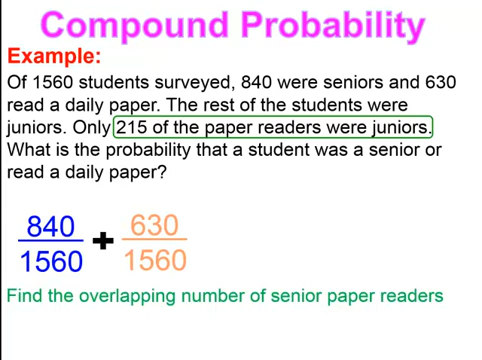 Compound Probability
Example:
Of 1560 students surveyed, 840 were seniors and 630
read a daily paper. The rest of the students were
juniors. Only 215 of the paper readers were juniors.
What is the probability that a student was a senior or
read a daily paper?
840 630
+
1560 1560
Find the overlapping number of senior paper readers